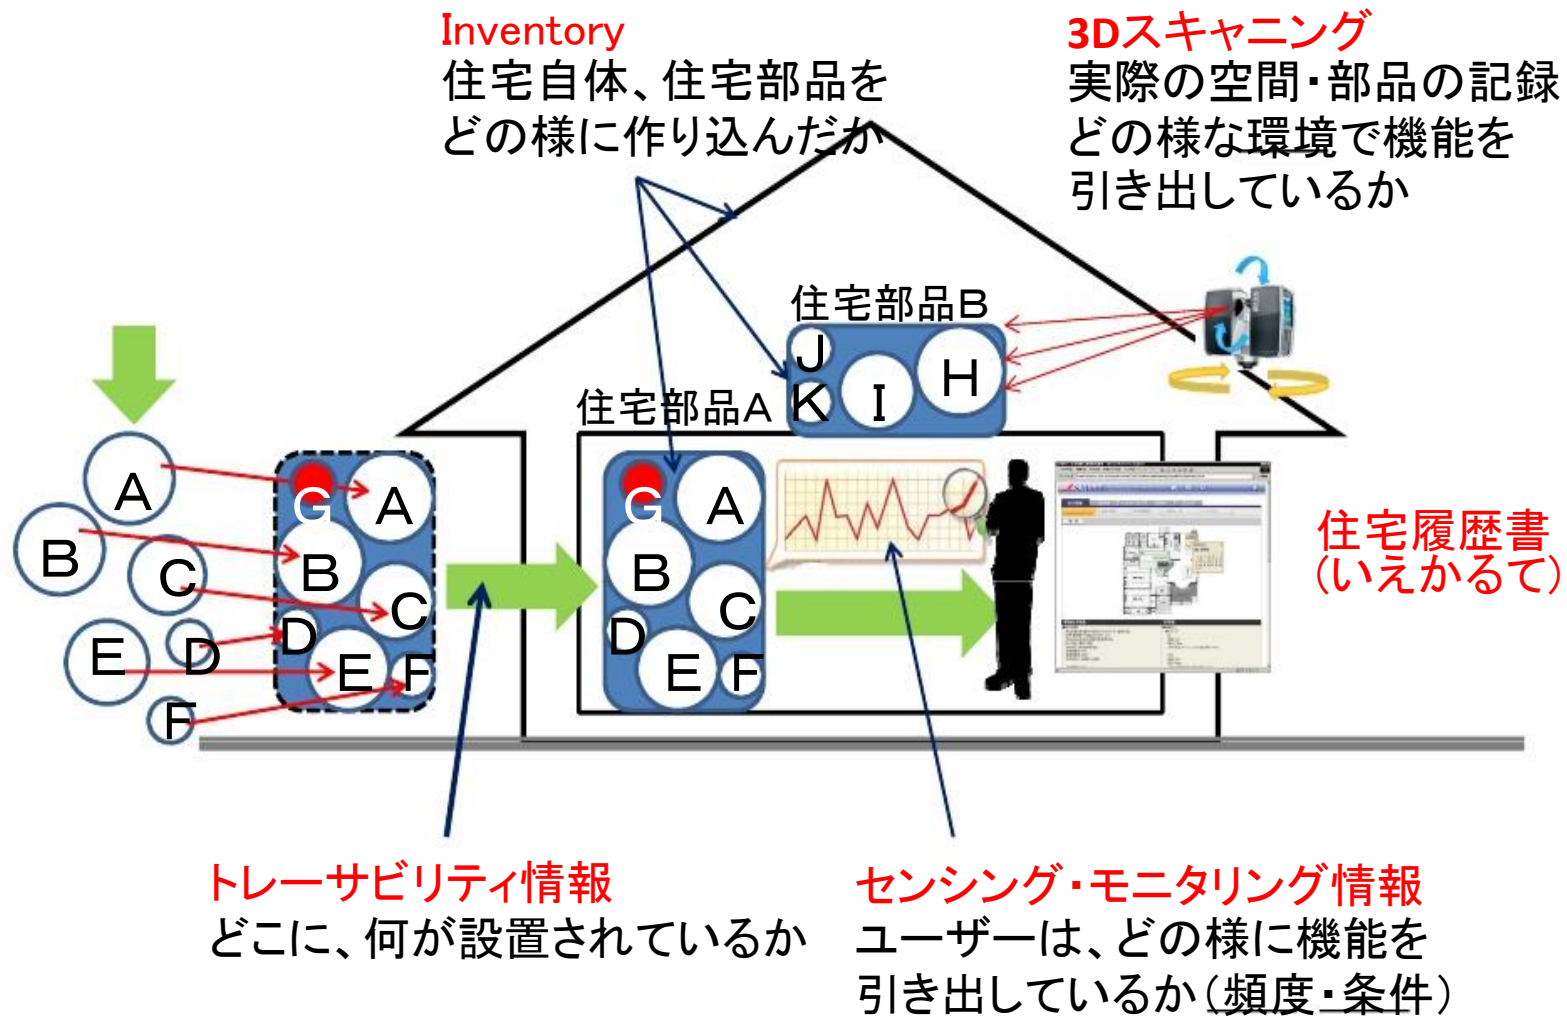 Inventory
住宅自体、住宅部品を
どの様に作り込んだか
3Dスキャニング
実際の空間・部品の記録
どの様な環境で機能を
引き出しているか
住宅部品B
J
K
I
H
住宅部品A
A
B
C
D
E
F
G
A
B
C
D
E
F
G
A
B
C
D
E
F
住宅履歴書
(いえかるて)
トレーサビリティ情報
どこに、何が設置されているか
センシング・モニタリング情報
ユーザーは、どの様に機能を
引き出しているか(頻度・条件)